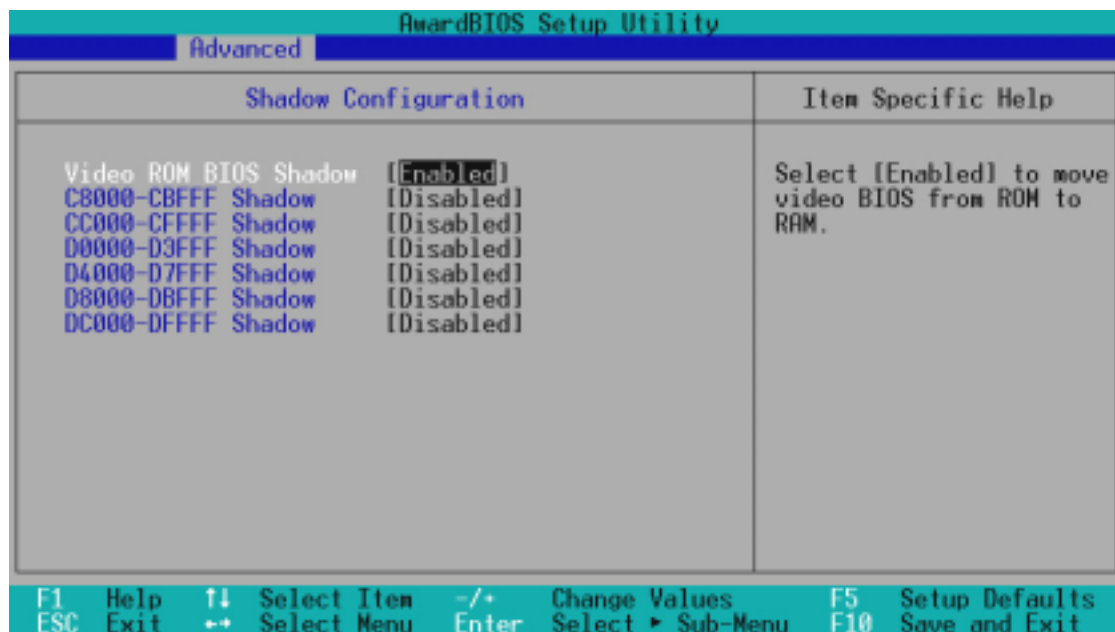 AwardBIOS Setup Utility
Advanced
Shadow Configuration
Item Specific Help
Video ROM BIOS Shadow [Enabled]
C8000-CBFFF Shadow [Disabled]
CC000-CFFFF Shadow [Disabled]
D0000-D3FFF Shadow [Disabled]
D4000-D7FFF Shadow [Disabled]
D8000-DBFFF Shadow [Disabled]
DC000-DFFFF Shadow [Disabled]
Select [Enabled] to move
video BIOS from ROM to
RAM.
F1 Help ↑↓ Select Item -/+ Change Values F5 Setup Defaults
ESC Exit ←→ Select Menu Enter Select ► Sub-Menu F10 Save and Exit